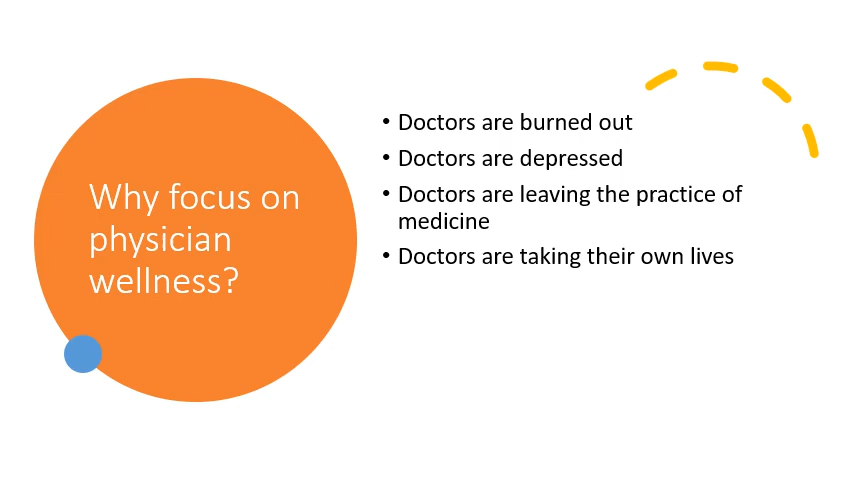 Why focus on
physician
wellness?
• Doctors are burned out
• Doctors are depressed
• Doctors are leaving the practice of
medicine
• Doctors are taking their own lives